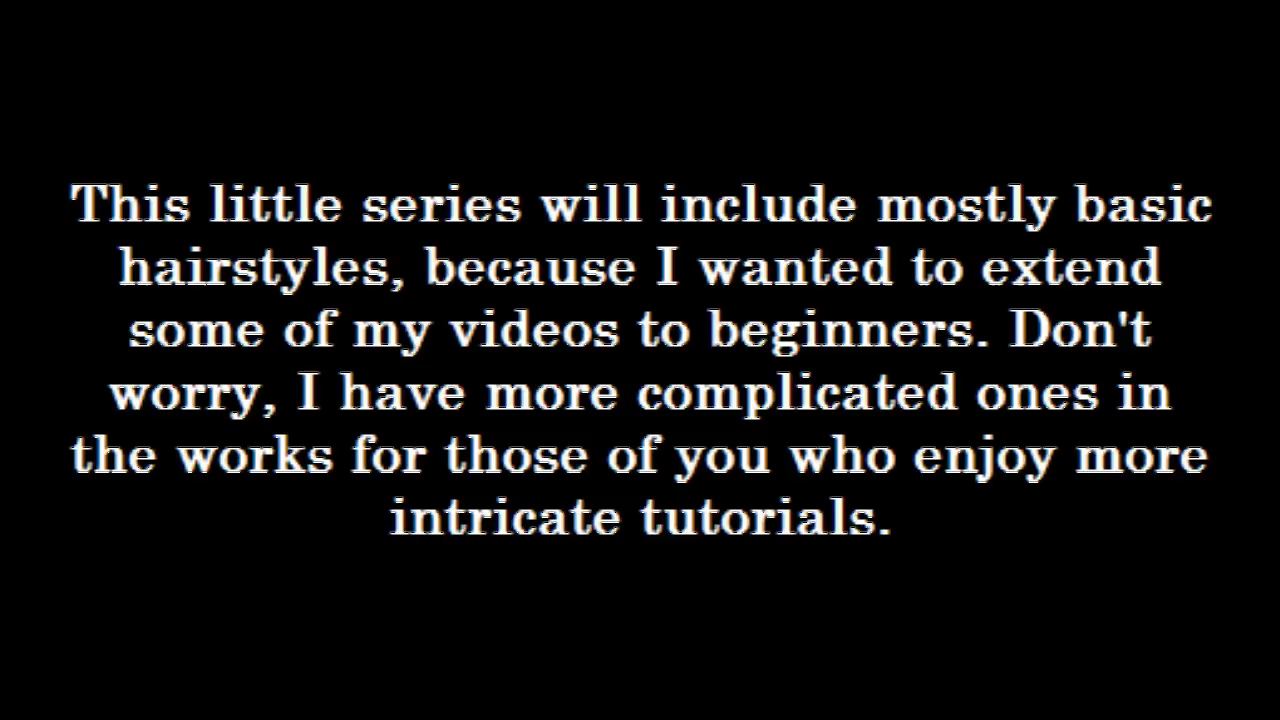 This little series will include mostly basic
hairstyles, because I wanted to extend
some of my videos to beginners. Don't
worry, I have more complicated ones in
the works for those of you who enjoy more
intricate tutorials.